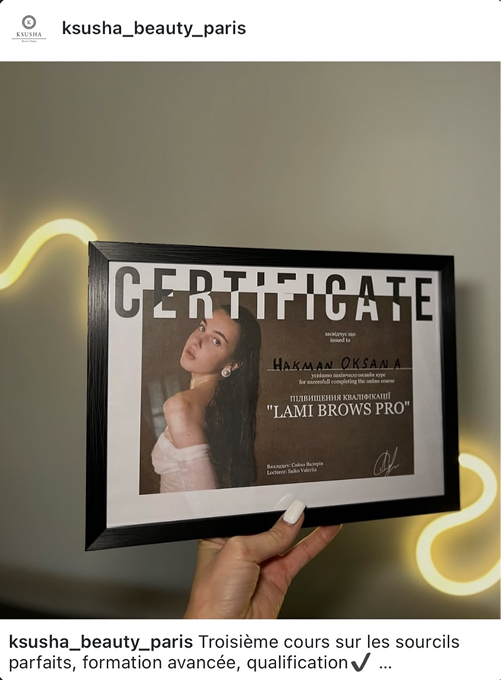 KSUSHA
ksusha_beauty_paris
CERTIFICATE
засвідчує що
issued to
HAKMAN OKSANA
успішно закінчила онлайн курс
for sucessfull completing the online course
ПІДВИЩЕННЯ КВАЛІФІКАЦІЇ
"LAMI BROWS PRO"
Викладач: Сайко Валерія
Lecturer: Saiko Valeriia
ksusha_beauty_paris Troisième cours sur les sourcils
parfaits, formation avancée, qualification✔ ...